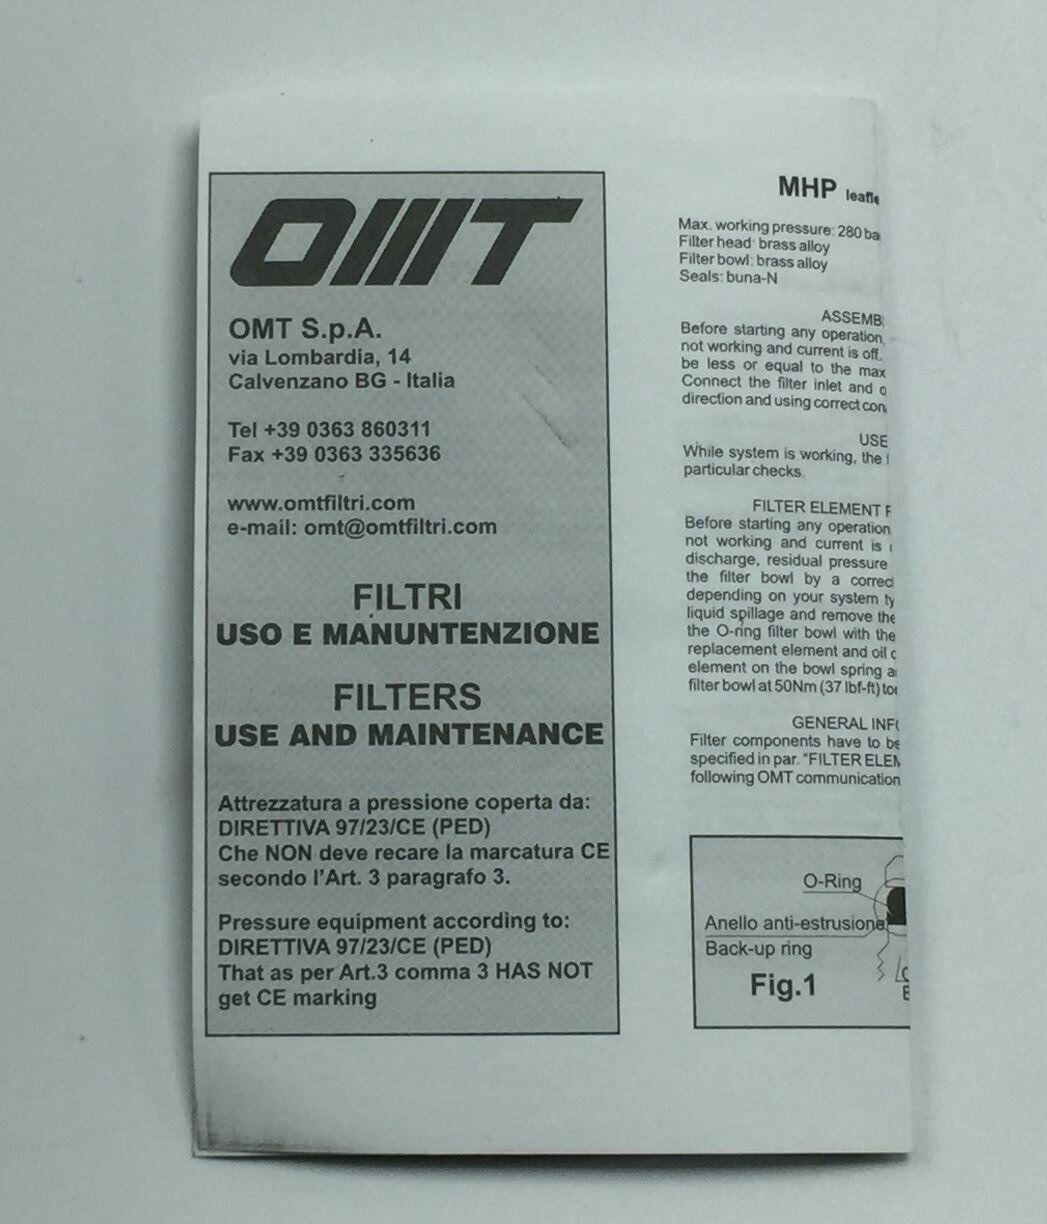 OMT
OMT S.p.A.
via Lombardia, 14
Calvenzano BG - Italia
Tel +39 0363 860311
Fax +39 0363 335636
www.omtfiltri.com
e-mail: omt@omtfiltri.com
FILTRI
USO E MANUNTENZIONE
FILTERS
USE AND MAINTENANCE
Attrezzatura a pressione coperta da:
DIRETTIVA 97/23/CE (PED)
Che NON deve recare la marcatura CE
secondo l'Art. 3 paragrafo 3.
Pressure equipment according to:
DIRETTIVA 97/23/CE (PED)
That as per Art.3 comma 3 HAS NOT
get CE marking
MHP
Max. working pressure: 280
Filter head: brass alloy
Filter bowl: brass alloy
Seals: buna-N
Before starting any operation,
not working and current is off.
be less or equal to the max
Connect the filter inlet and
direction and using correct
USE
While system is working, the
particular checks.
FILTER ELEMENT
Before starting any operation
not working and current is
discharge, residual pressure
the filter bowl by a
depending on your system
liquid spillage and remove the
the O-ring filter bowl with the
replacement element and oil
element on the bowl spring
filter bowl at 50Nm (37 lbf-ft)
GENERAL
Filter components have to be
specified in par. "FILTER
following OMT communication
O-Ring
Anello anti-estrusione
Back-up ring
Fig.1